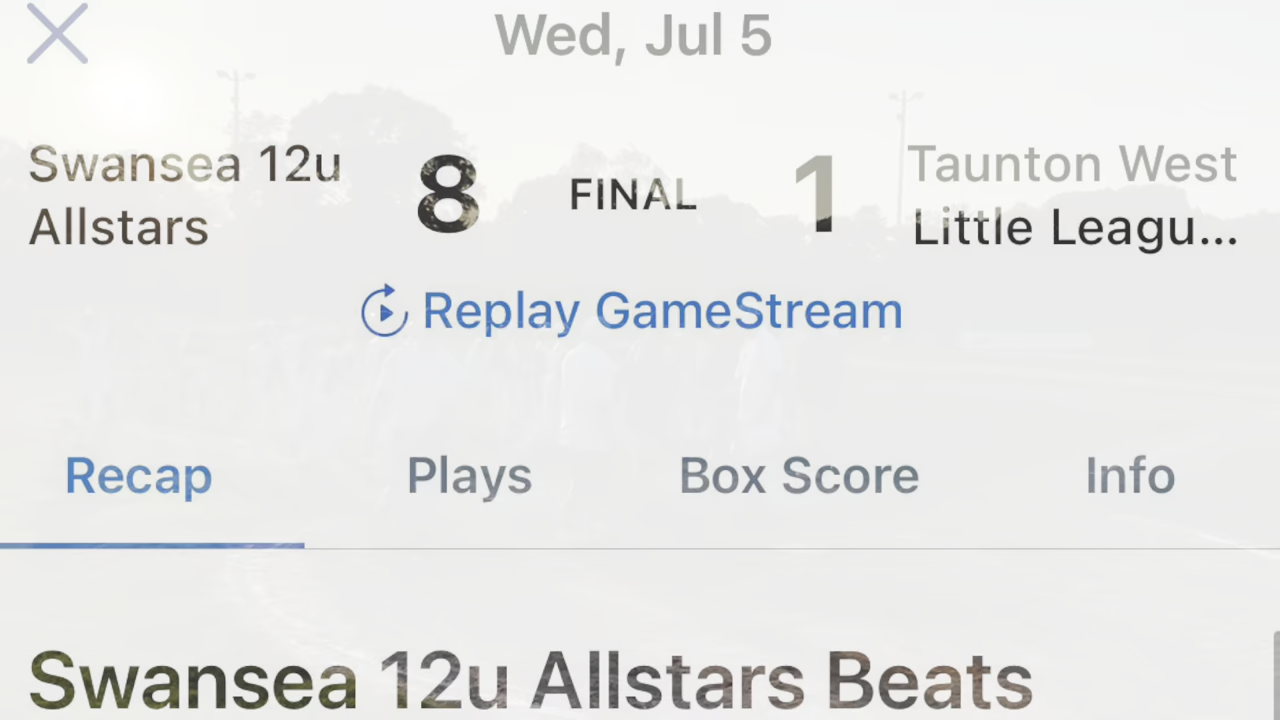 Wed, Jul 5
Swansea 12u
Allstars
8
FINAL
1
Taunton West
Little Leagu...
Replay GameStream
Recap
Plays
Box Score
Info
Swansea 12u Allstars Beats